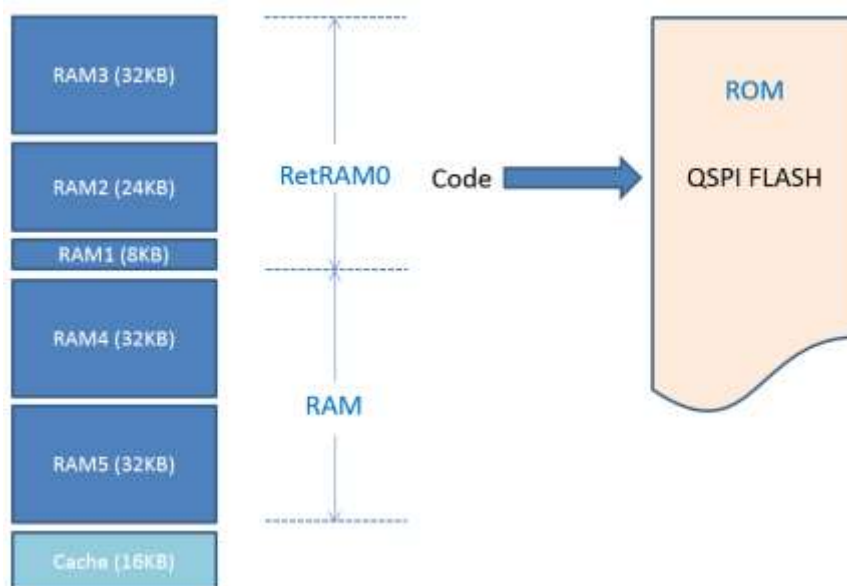 RAM3 (32KB)
RAM2 (24KB)
RAM1 (8KB)
RAM4 (32KB)
RAM5 (32KB)
Cache (16KB)
RetRAM0
RAM
Code
ROM
QSPI FLASH